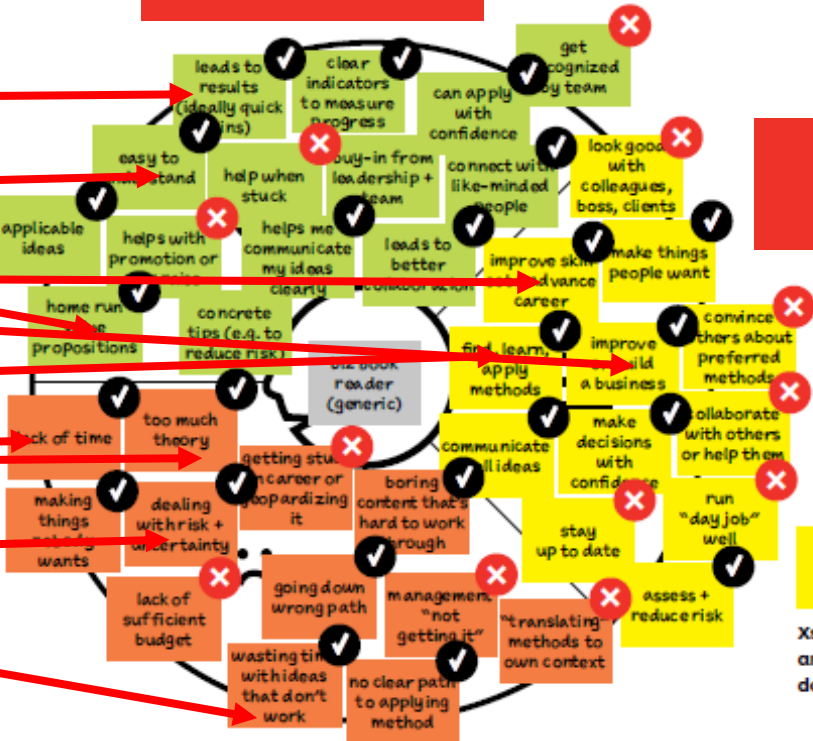 get
by team
leads to
results
(ideally quick
clear
indicators
to measure
progress
can apply
with
confidence
easy to
help when
stuck
buy-in from
leadership +
team
connect with
like-minded
people
look good
with
colleagues,
boss, clients
applicable
ideas
helps with
promotion or
helps me
communicate
my ideas
clearly
leads to
better
collaboration
improve skill
advance
career
make things
people want
home run
propositions
concrete
tips (e.g. to
reduce risk)
biz book
reader
(generic)
find, learn,
apply
methods
improve
a business
convince
others about
preferred
methods
lack of time
too much
theory
getting stuck
in career or
jeopardizing
it
boring
content that's
hard to work
through
communicate
ideas
make
decisions
with
confidence
collaborate
with others
or help them
making
things
nobody
wants
dealing
with risk +
uncertainty
stay
up to date
run
"day job"
well
lack of
sufficient
budget
going down
wrong path
management
"not
getting it"
"translating"
methods to
own context
assess +
reduce risk
wasting time
with ideas
that don't
work
no clear path
to applying
method